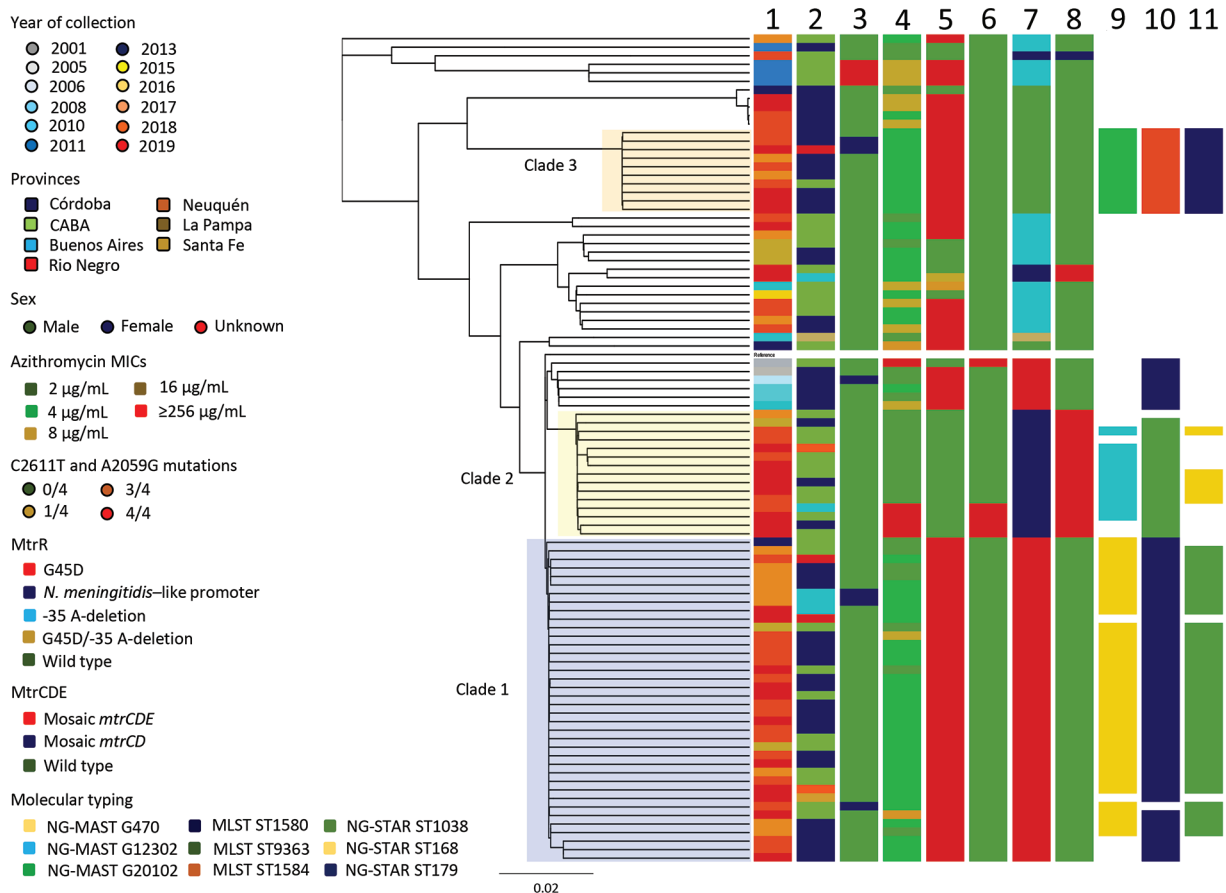 1 2 3 4 5 6 7 8 9 10 11
Year of collection
2001 2013
2005 2015
2006 2016
2008 2017
2010 2018
2011 2019
Provinces
Córdoba Neuquén
CABA La Pampa
Buenos Aires Santa Fe
Rio Negro
Sex
Male Female Unknown
Azithromycin MICs
2 µg/mL 16 µg/mL
4 µg/mL ≥256 µg/mL
8 µg/mL
C2611T and A2059G mutations
0/4 3/4
1/4 4/4
MtrR
G45D
N. meningitidis–like promoter
-35 A-deletion
G45D/-35 A-deletion
Wild type
MtrCDE
Mosaic mtrCDE
Mosaic mtrCD
Wild type
Molecular typing
NG-MAST G470 MLST ST1580 NG-STAR ST1038
NG-MAST G12302 MLST ST9363 NG-STAR ST168
NG-MAST G20102 MLST ST1584 NG-STAR ST179
Clade 3
Reference
Clade 2
Clade 1
0.02